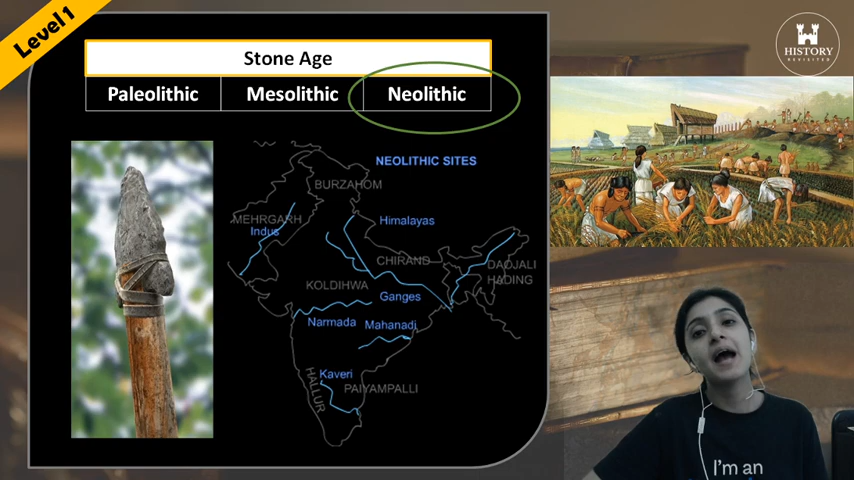 Level 1
HISTORY
REVISITED
Stone Age
Paleolithic Mesolithic Neolithic
NEOLITHIC SITES
BURZAHOM
MEHRGARH
Indus
Himalayas
CHIRAND
DAOJALI
HADING
KOLDIHWA
Ganges
Narmada
Mahanadi
Kaveri
HALLUR
PAIYAMPALLI
I'm an